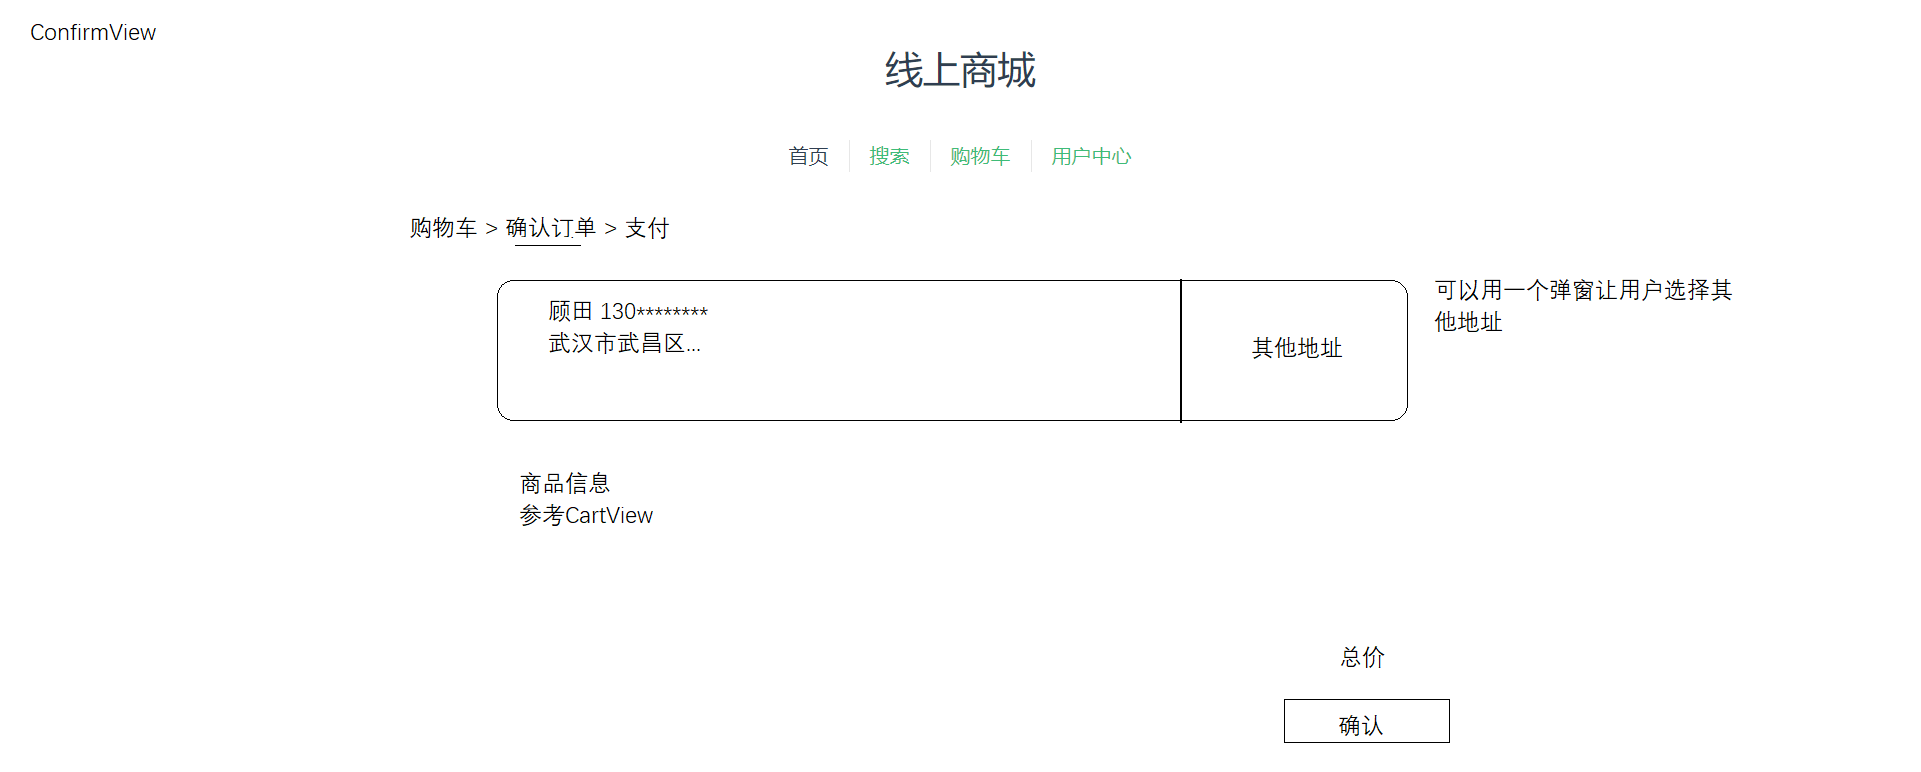 ConfirmView
线上商城
首页 搜索 购物车 用户中心
购物车 > 确认订单 > 支付
顾田 130********
武汉市武昌区...
其他地址
可以用一个弹窗让用户选择其
他地址
商品信息
参考CartView
总价
确认